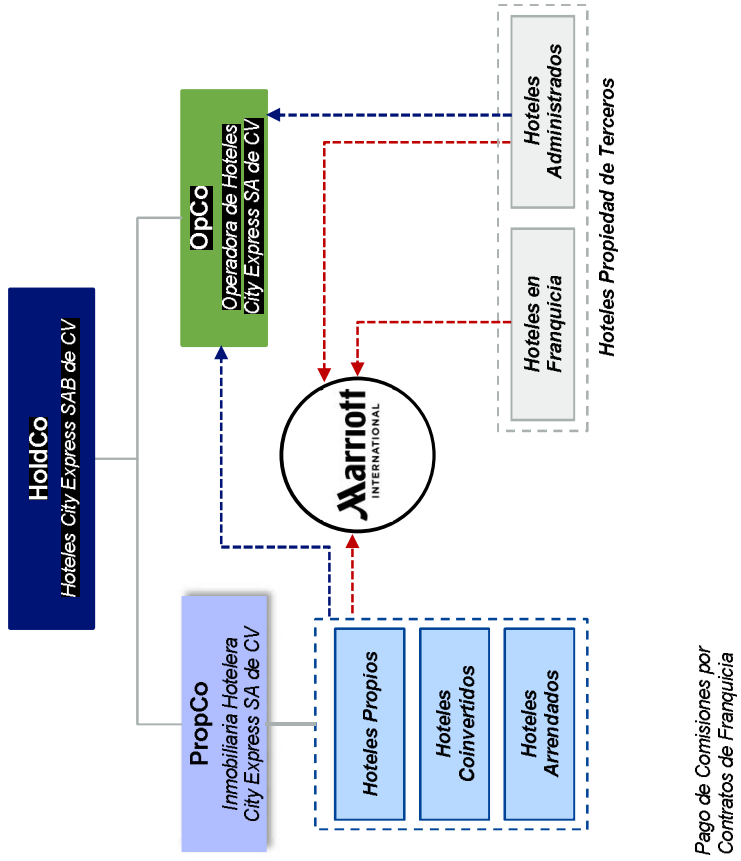 HoldCo
Hoteles City Express SAB de CV
PropCo
Inmobiliaria Hotelera
City Express SA de CV
OpCo
Operadora de Hoteles
City Express SA de CV
Hoteles Propios
Hoteles
Coinvertidos
Hoteles
Arrendados
Marriott
INTERNATIONAL
Hoteles en
Franquicia
Hoteles
Administrados
Hoteles Propiedad de Terceros
Pago de Comisiones por
Contratos de Franquicia